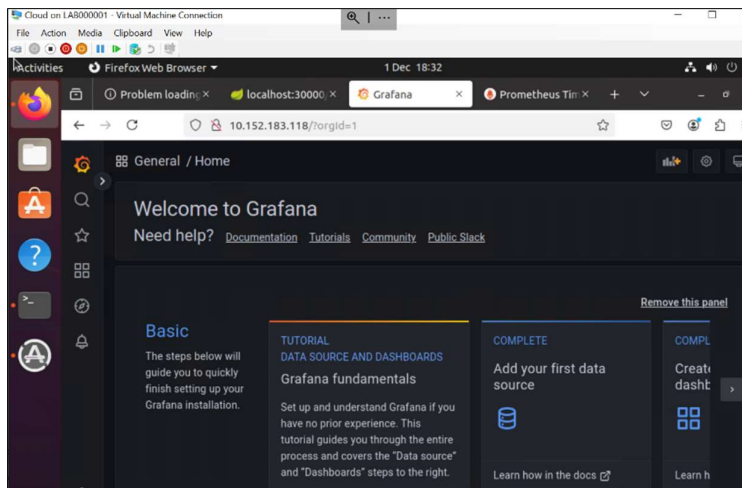 Cloud on LAB000001 - Virtual Machine Connection
File Action Media Clipboard View Help
Activities Firefox Web Browser 1 Dec 18:32
Problem loading localhost:30000/ Grafana Prometheus Tim
10.152.183.118/?orgId=1
General / Home
Welcome to Grafana
Need help? Documentation Tutorials Community Public Slack
Remove this panel
Basic
The steps below will
guide you to quickly
finish setting up your
Grafana installation.
TUTORIAL
DATA SOURCE AND DASHBOARDS
Grafana fundamentals
Set up and understand Grafana if you
have no prior experience. This
tutorial guides you through the entire
process and covers the "Data source"
and "Dashboards" steps to the right.
COMPLETE
Add your first data
source
Learn how in the docs
COMPL
Create
dashb
Learn h